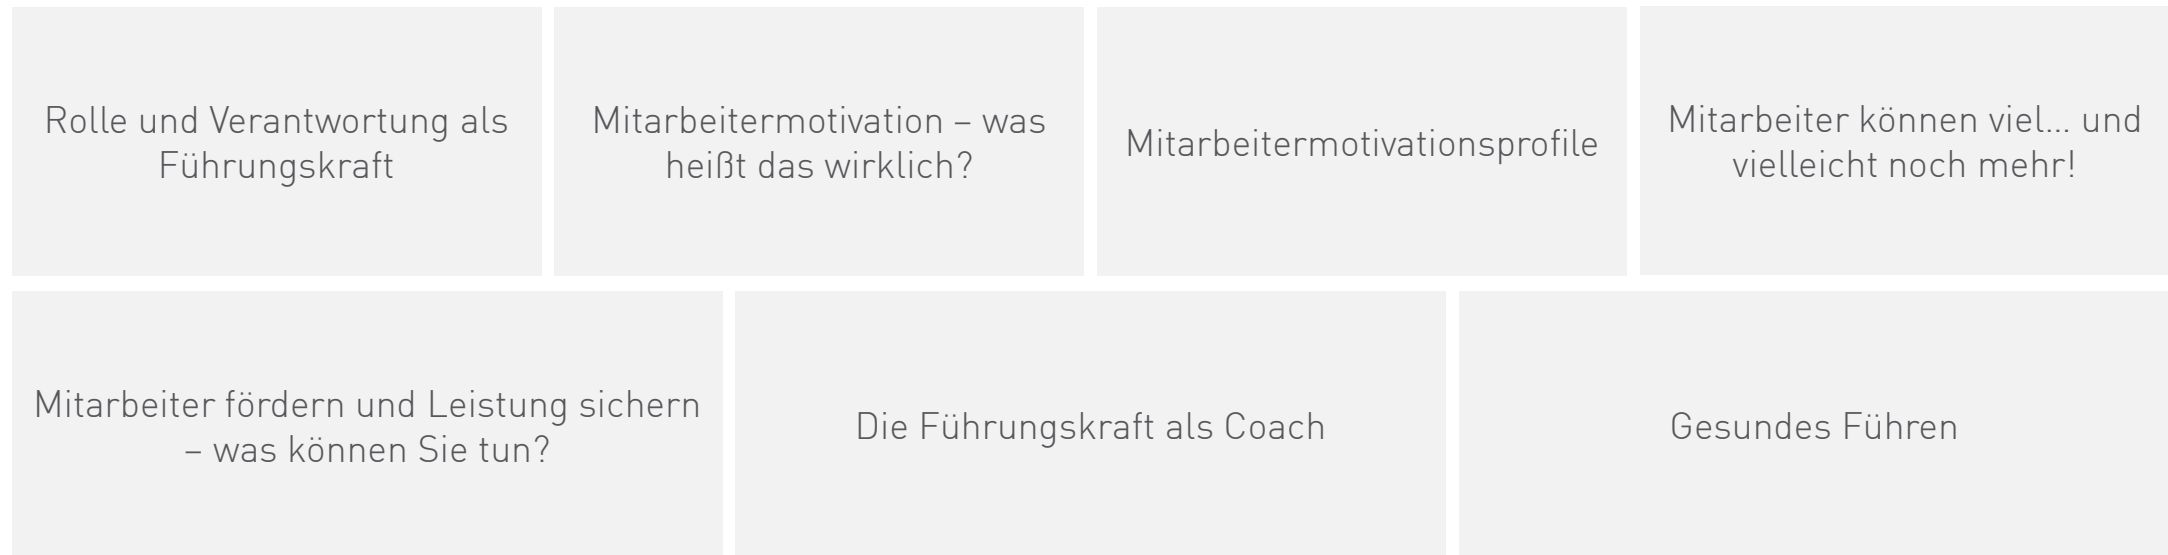 Rolle und Verantwortung als
Führungskraft
Mitarbeitermotivation – was
heißt das wirklich?
Mitarbeitermotivationsprofile
Mitarbeiter können viel... und
vielleicht noch mehr!
Mitarbeiter fördern und Leistung sichern
– was können Sie tun?
Die Führungskraft als Coach
Gesundes Führen